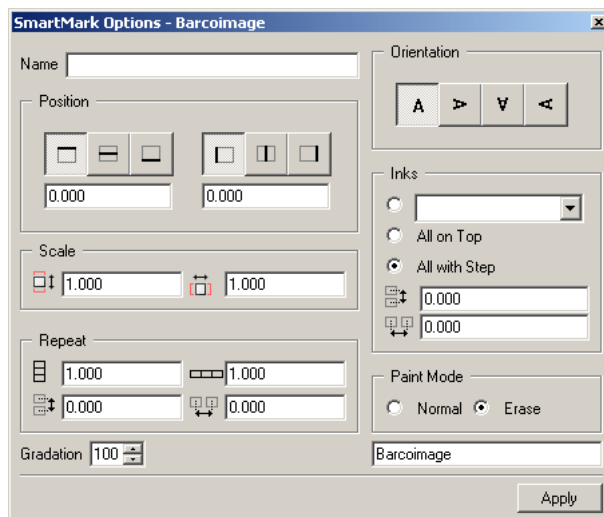 SmartMark Options - Barcoimage
Name
Position
0.000
0.000
Scale
1.000
1.000
Repeat
1.000
1.000
0.000
0.000
Gradation
100
Orientation
A
A
A
A
Inks
All on Top
All with Step
0.000
0.000
Paint Mode
Normal
Erase
Barcoimage
Apply